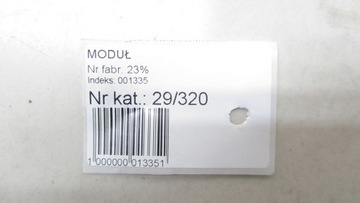 MODUŁ
Nr fabr. 23%
Indeks: 001335
Nr kat.: 29/320
1 000000 013351